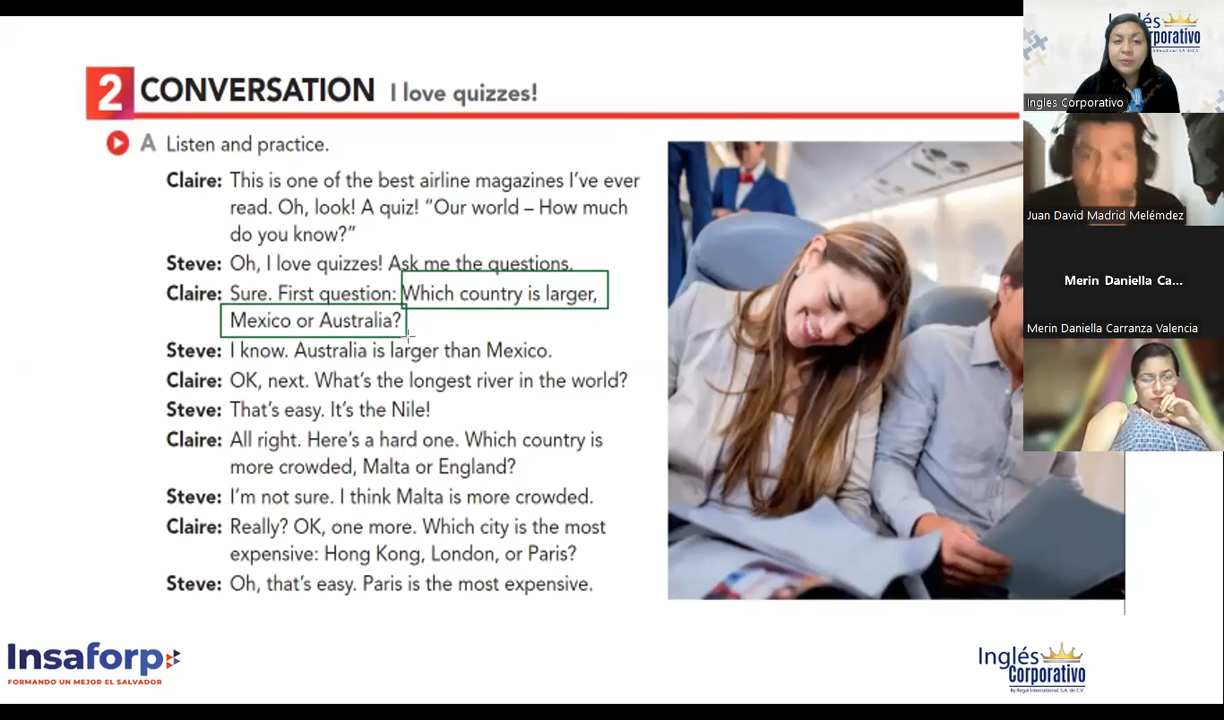 2 CONVERSATION I love quizzes!
A Listen and practice.
Claire: This is one of the best airline magazines I've ever
read. Oh, look! A quiz! "Our world – How much
do you know?"
Steve: Oh, I love quizzes! Ask me the questions.
Claire: Sure. First question: Which country is larger,
Mexico or Australia?
Steve: I know. Australia is larger than Mexico.
Claire: OK, next. What's the longest river in the world?
Steve: That's easy. It's the Nile!
Claire: All right. Here's a hard one. Which country is
more crowded, Malta or England?
Steve: I'm not sure. I think Malta is more crowded.
Claire: Really? OK, one more. Which city is the most
expensive: Hong Kong, London, or Paris?
Steve: Oh, that's easy. Paris is the most expensive.
Insaforp
FORMANDO UN MEJOR EL SALVADOR
Inglés
Corporativo
By Regal International, S.A. de C.V.
Ingles Corporativo
Juan David Madrid Melémdez
Merin Daniella Ca...
Merin Daniella Carranza Valencia